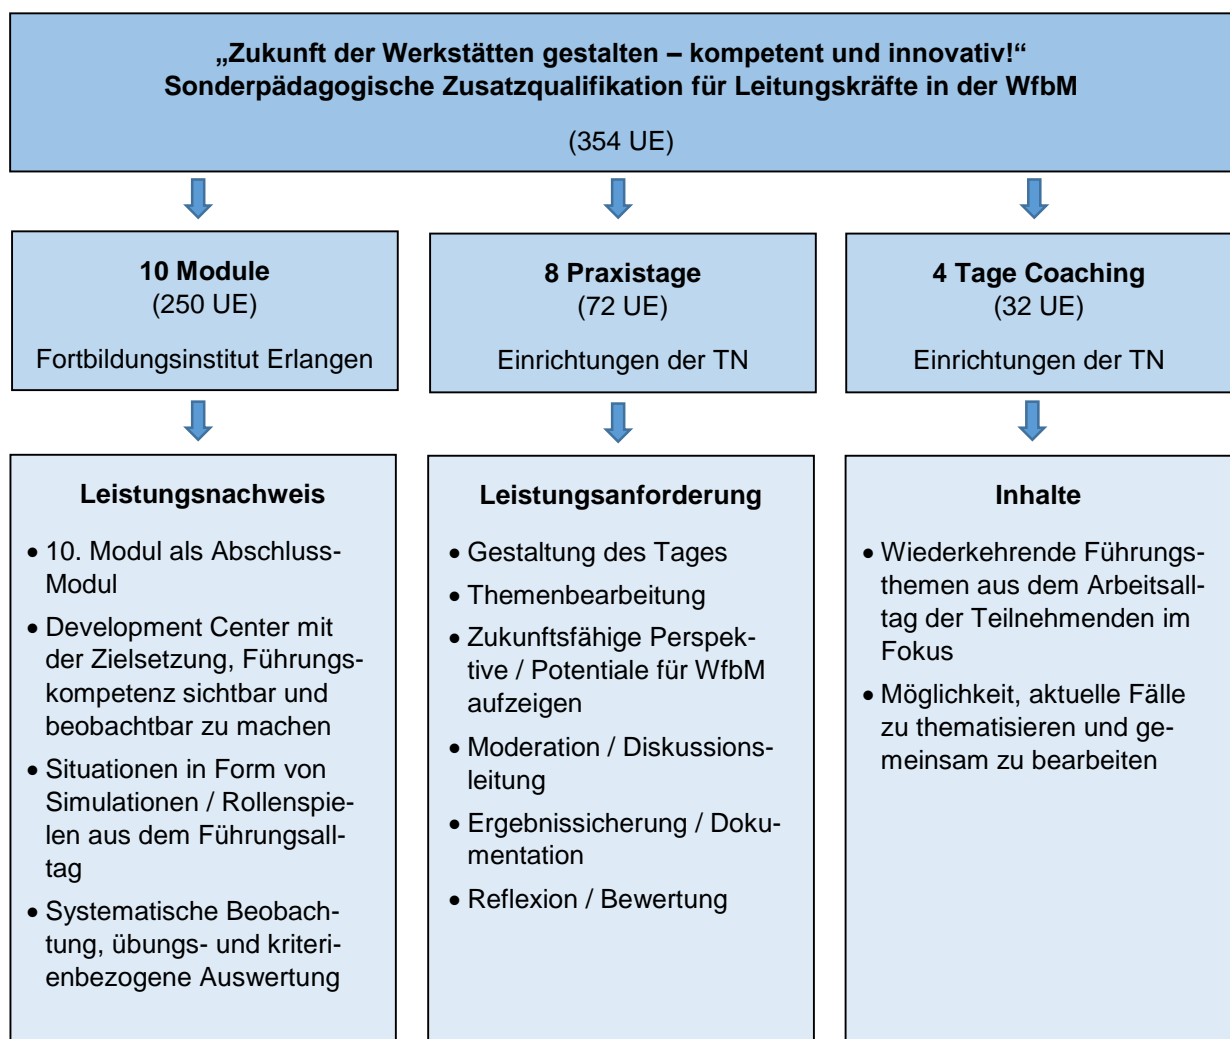 „Zukunft der Werkstätten gestalten – kompetent und innovativ!“
Sonderpädagogische Zusatzqualifikation für Leitungskräfte in der WfbM
(354 UE)
10 Module
(250 UE)
Fortbildungsinstitut Erlangen
8 Praxistage
(72 UE)
Einrichtungen der TN
4 Tage Coaching
(32 UE)
Einrichtungen der TN
Leistungsnachweis
• 10. Modul als Abschluss-
Modul
• Development Center mit
der Zielsetzung, Führungs-
kompetenz sichtbar und
beobachtbar zu machen
• Situationen in Form von
Simulationen / Rollenspie-
len aus dem Führungsall-
tag
• Systematische Beobach-
tung, übungs- und kriteri-
enbezogene Auswertung
Leistungsanforderung
• Gestaltung des Tages
• Themenbearbeitung
• Zukunftsfähige Perspek-
tive / Potentiale für WfbM
aufzeigen
• Moderation / Diskussions-
leitung
• Ergebnissicherung / Doku-
mentation
• Reflexion / Bewertung
Inhalte
• Wiederkehrende Führungs-
themen aus dem Arbeitsall-
tag der Teilnehmenden im
Fokus
• Möglichkeit, aktuelle Fälle
zu thematisieren und ge-
meinsam zu bearbeiten